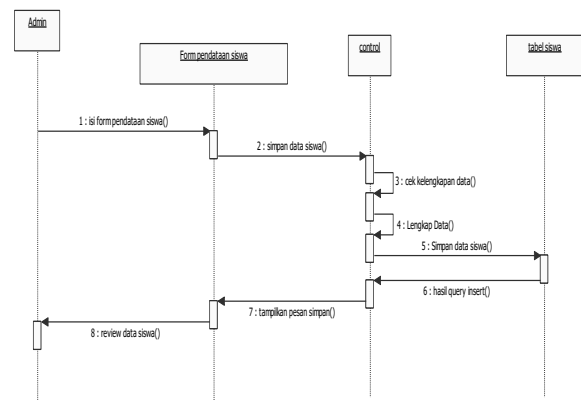 Admin
Form pendataan siswa
control
tabel siswa
1 : isi form pendataan siswa()
2 : simpan data siswa()
3 : cek kelengkapan data()
4 : Lengkap Data()
5 : Simpan data siswa()
6 : hasil query insert()
7 : tampilkan pesan simpan()
8 : review data siswa()